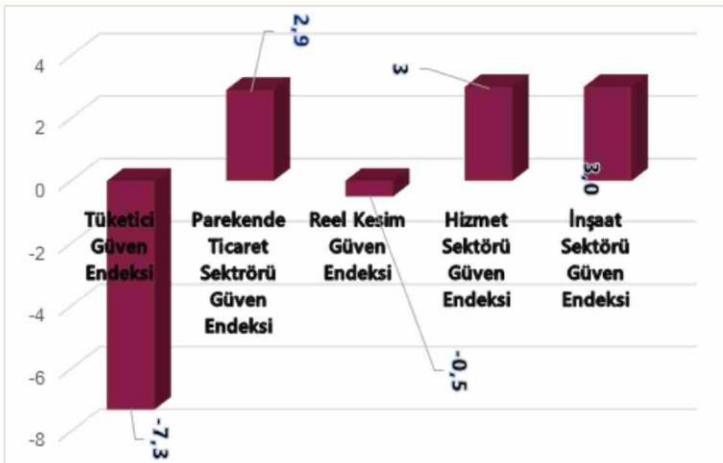 2,9
3
4
2
0
-2
-4
-6
-8
3,0
Tüketici
Güven
Endeksi
Parekende
Ticaret
Sektrörü
Güven
Endeksi
Reel Kesim
Güven
Endeksi
Hizmet
Sektörü
Güven
Endeksi
İnşaat
Sektörü
Güven
Endeksi
-0,5
-7,3